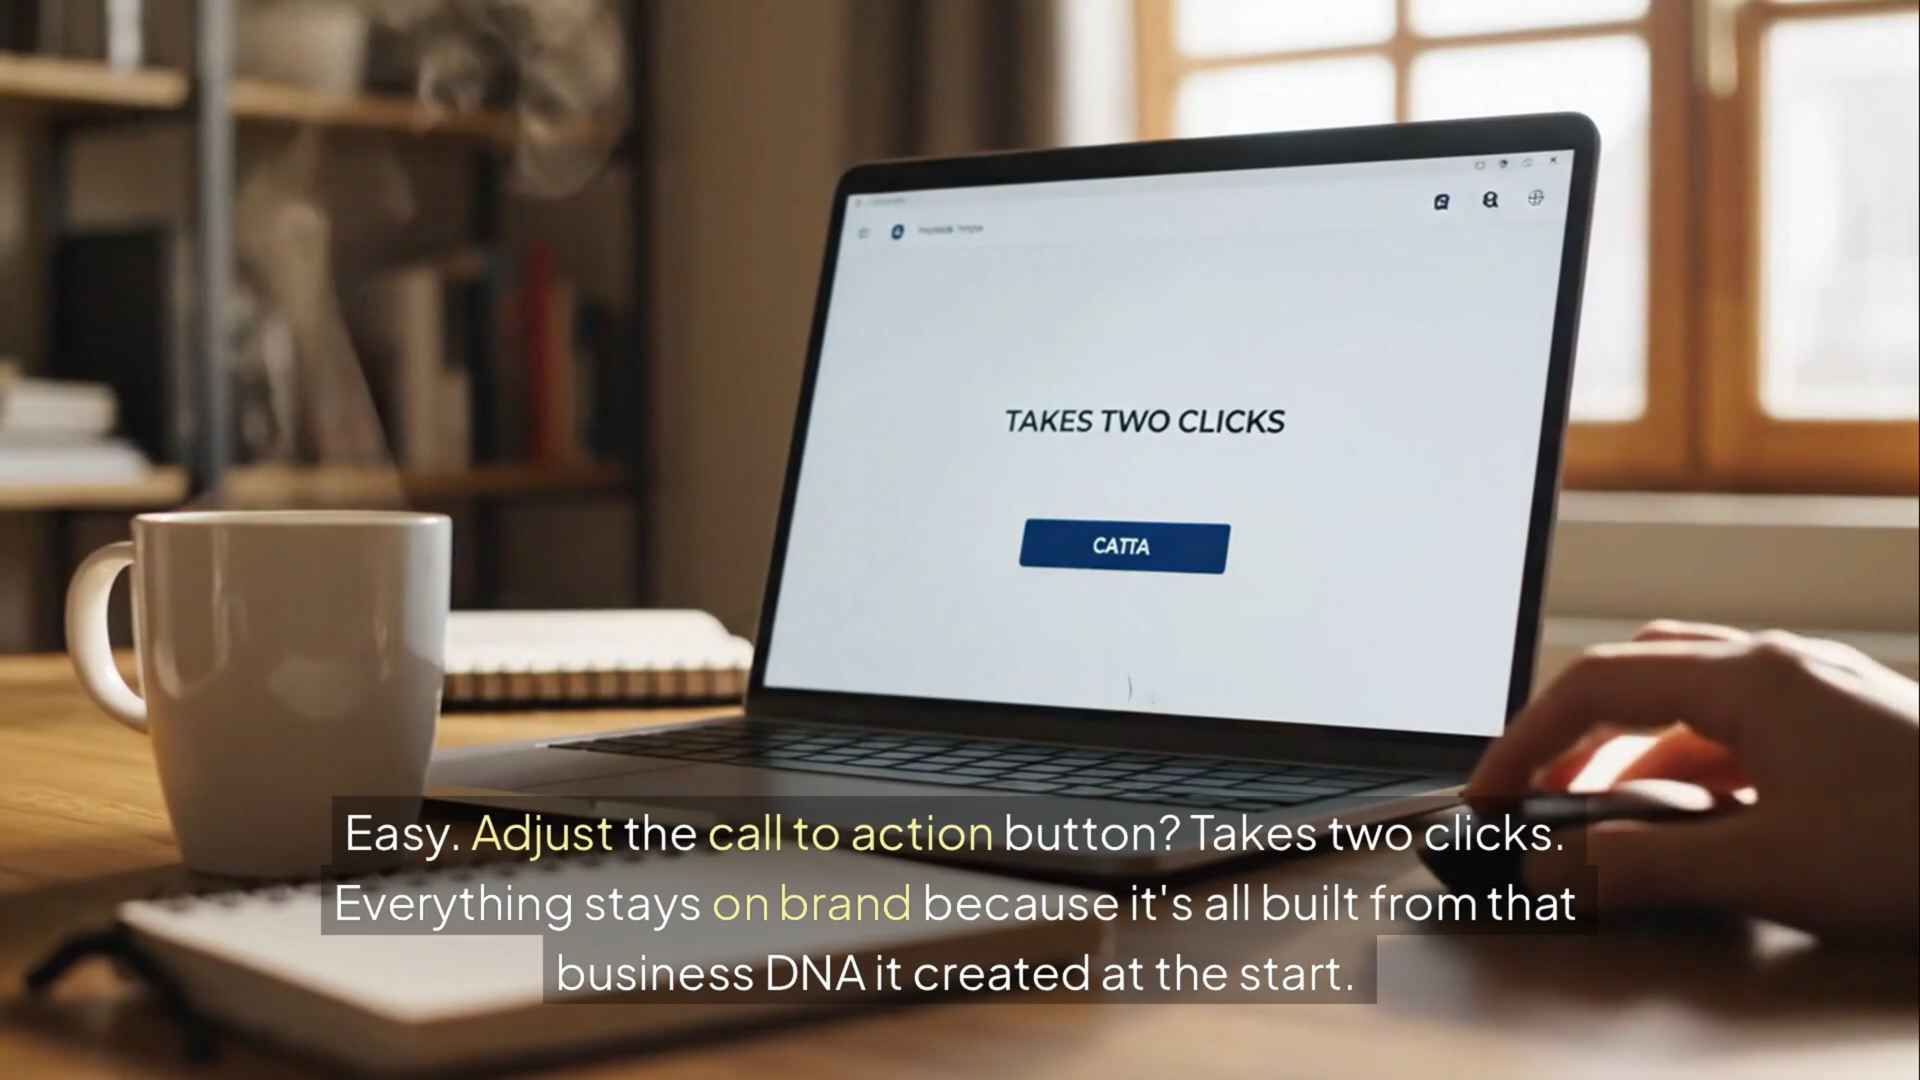 TAKES TWO CLICKS
CATTA
Easy. Adjust the call to action button? Takes two clicks.
Everything stays on brand because it's all built from that
business DNA it created at the start.